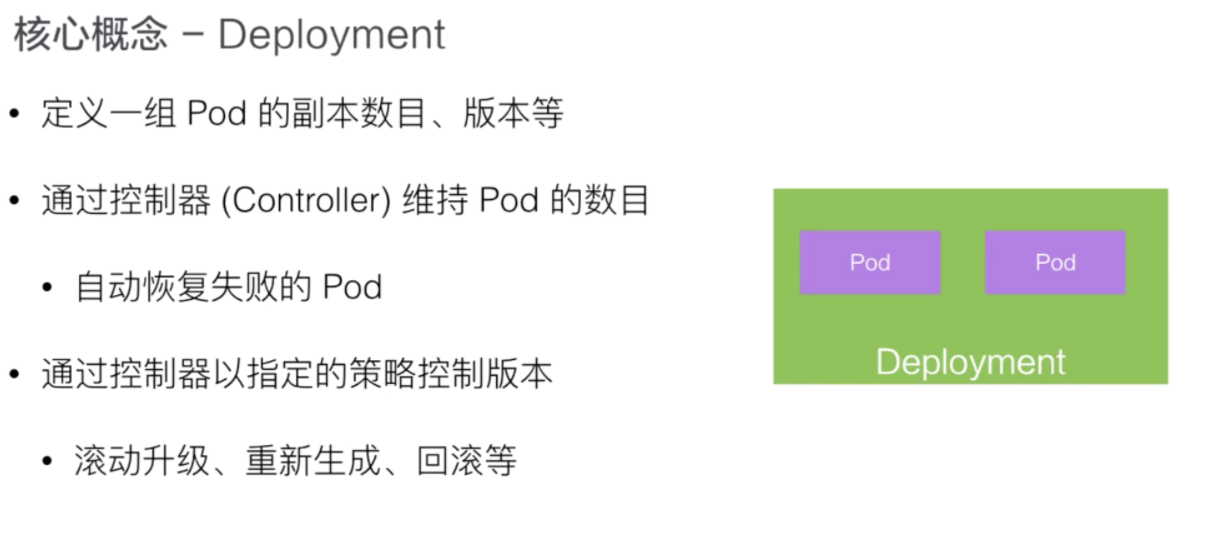 核心概念 – Deployment
• 定义一组 Pod 的副本数目、版本等
• 通过控制器 (Controller) 维持 Pod 的数目
• 自动恢复失败的 Pod
• 通过控制器以指定的策略控制版本
• 滚动升级、重新生成、回滚等
Pod
Pod
Deployment